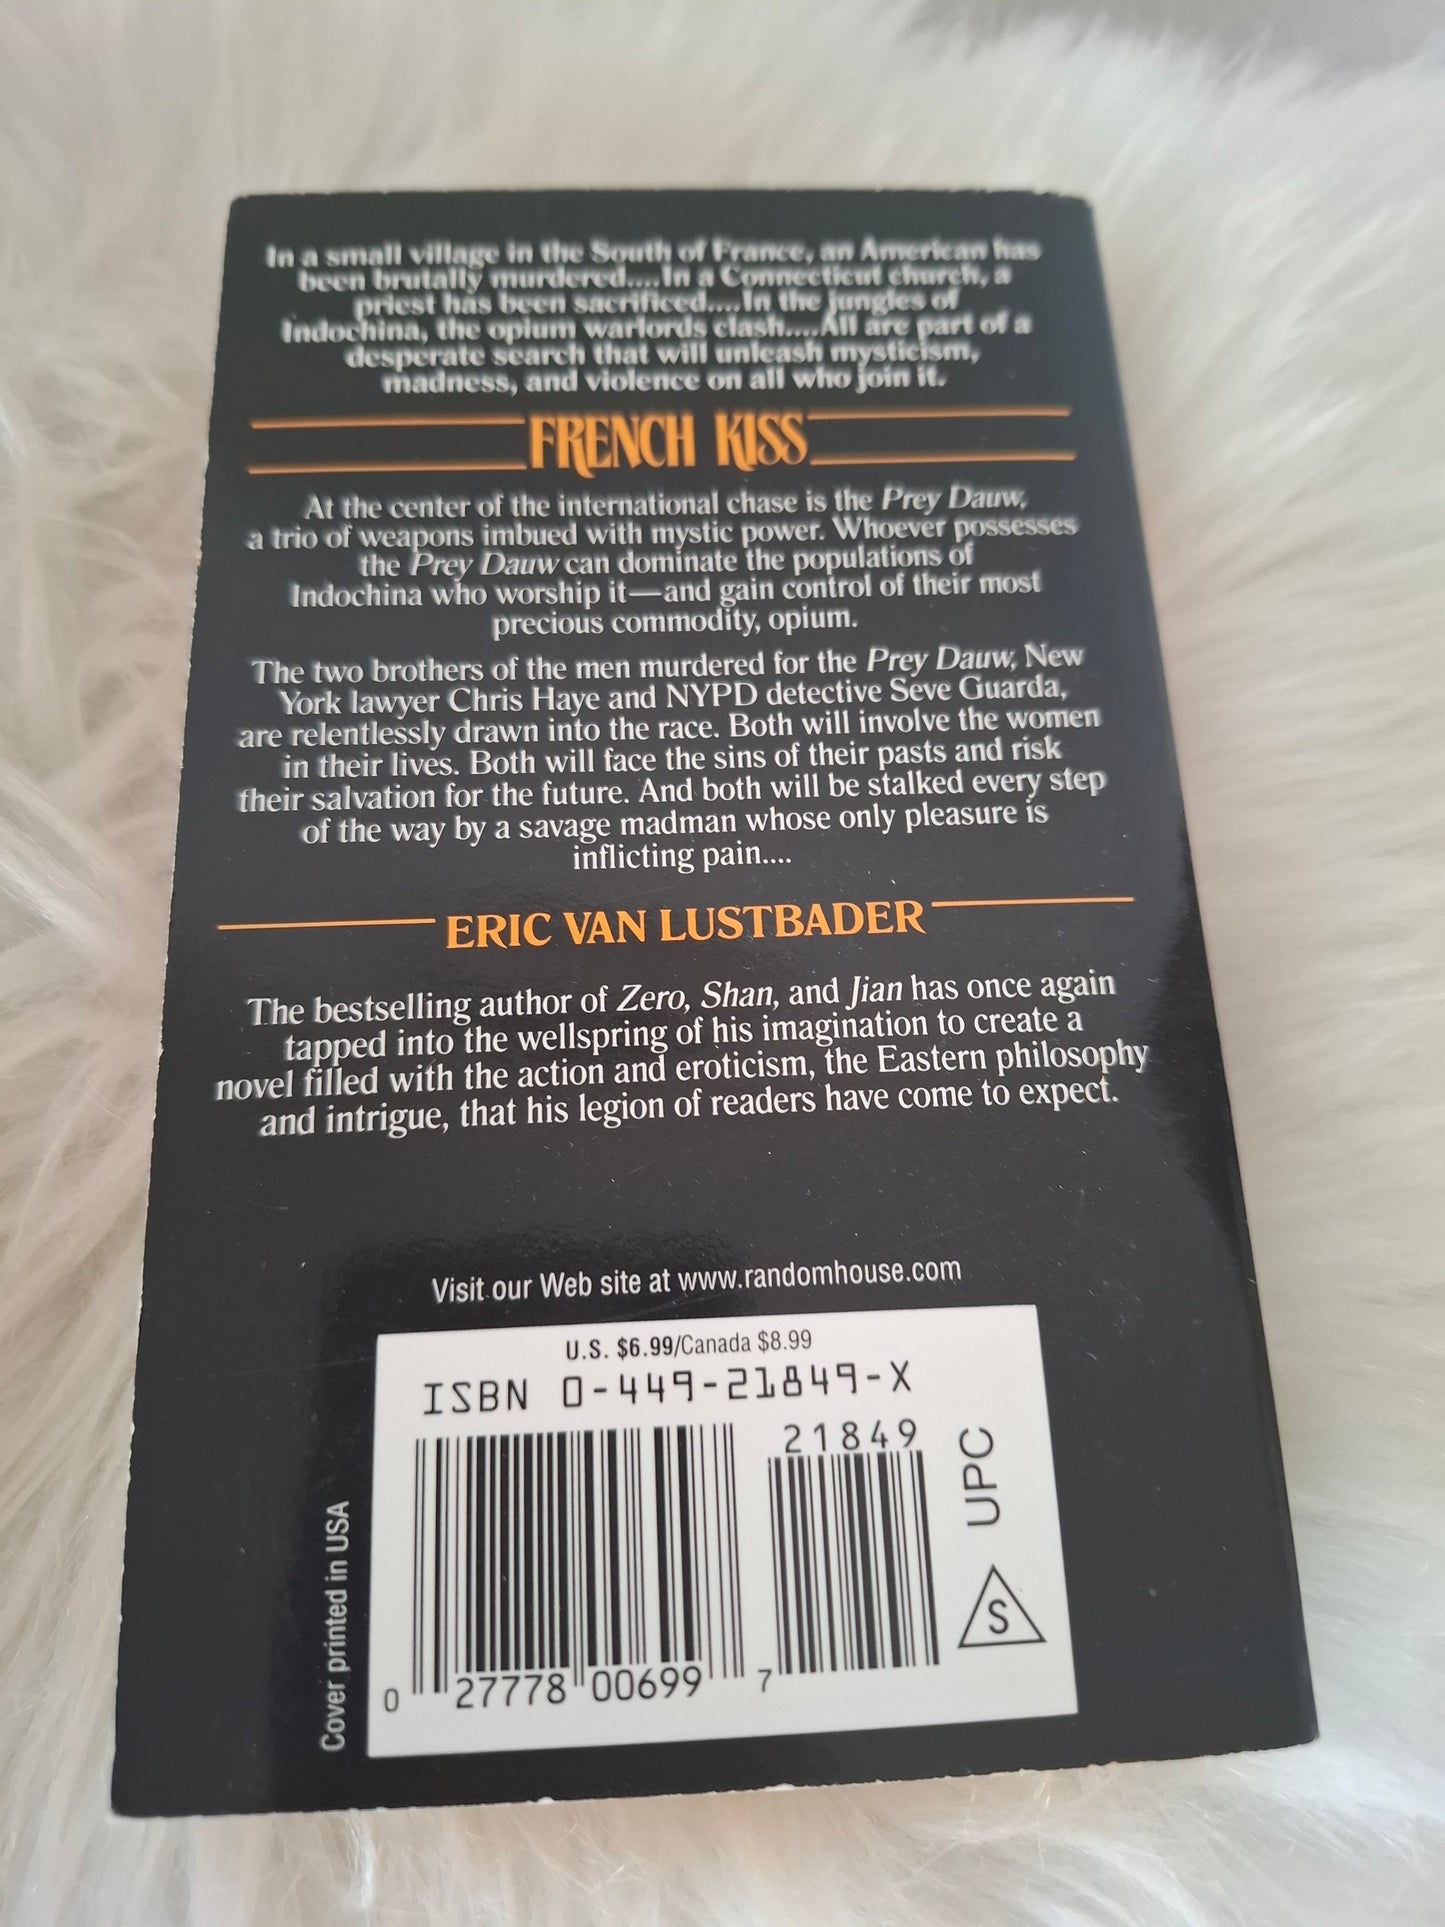 In a small village in the South of France, an American has
been brutally murdered....In a Connecticut church, a
priest has been sacrificed....In the jungles of
Indochina, the opium warlords clash....All are part of a
desperate search that will unleash mysticism,
madness, and violence on all who join it.
FRENCH KISS
At the center of the international chase is the Prey Dauw,
a trio of weapons imbued with mystic power. Whoever possesses
the Prey Dauw can dominate the populations of
Indochina who worship it—and gain control of their most
precious commodity, opium.
The two brothers of the men murdered for the Prey Dauw, New
York lawyer Chris Haye and NYPD detective Seve Guarda,
are relentlessly drawn into the race. Both will involve the women
in their lives. Both will face the sins of their pasts and risk
their salvation for the future. And both will be stalked every step
of the way by a savage madman whose only pleasure is
inflicting pain....
ERIC VAN LUSTBADER
The bestselling author of Zero, Shan, and Jian has once again
tapped into the wellspring of his imagination to create a
novel filled with the action and eroticism, the Eastern philosophy
and intrigue, that his legion of readers have come to expect.
Visit our Web site at www.randomhouse.com
U.S. $6.99/Canada $8.99
ISBN 0-449-21849-X
21849
UPC
S
0 27778 00699 7
Cover printed in USA